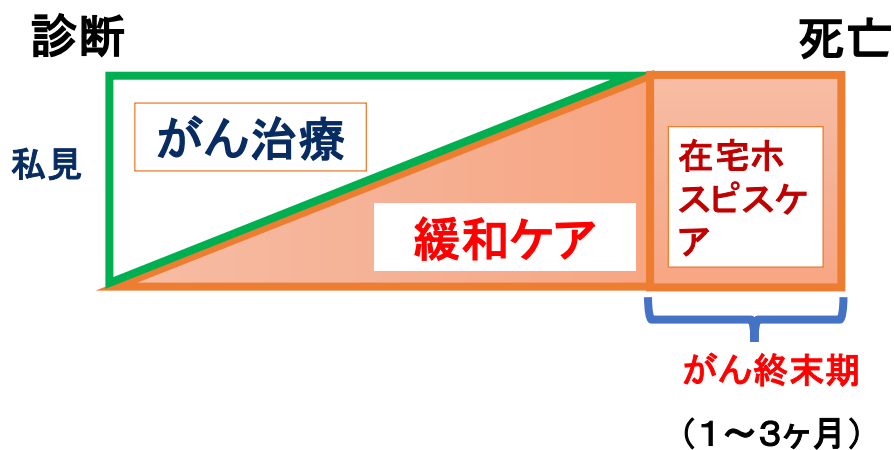 診断
死亡
がん治療
私見
在宅ホ
スピスケ
ア
緩和ケア
がん終末期
（１～３ヶ月）